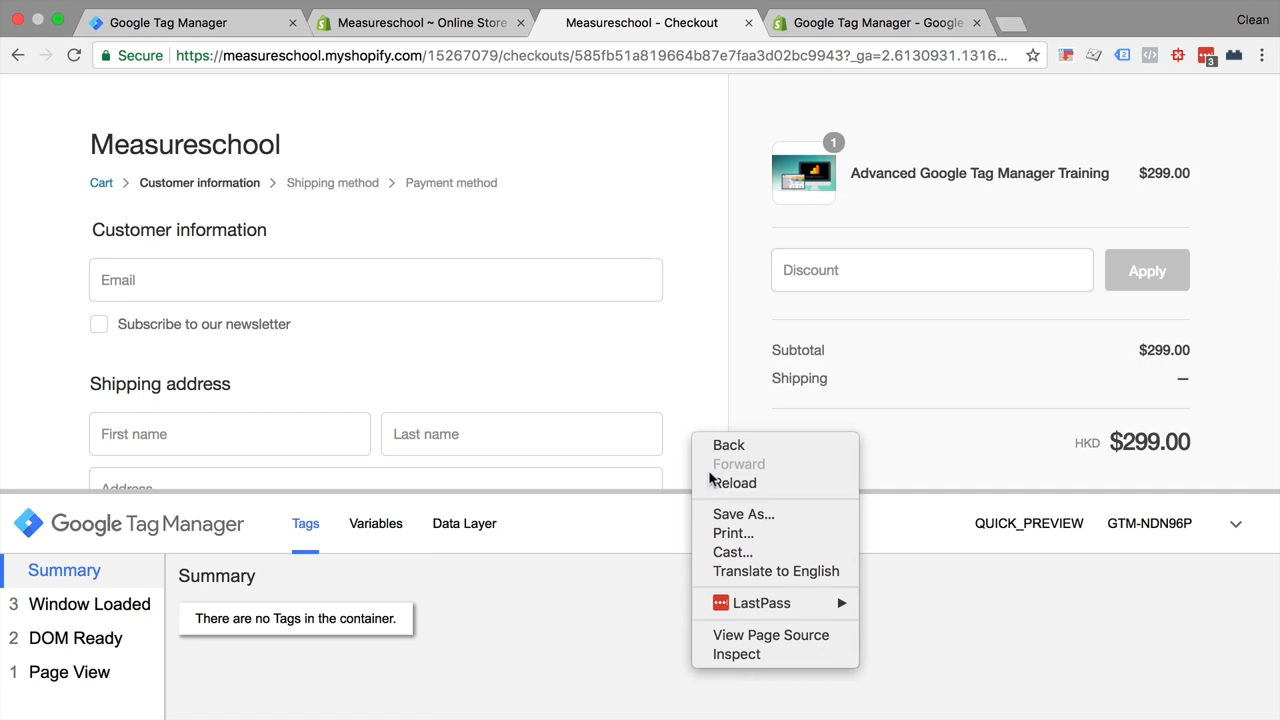 Google Tag Manager
Measureschool ~ Online Store
Measureschool - Checkout
Google Tag Manager - Google
Clean
Secure
https://measureschool.myshopify.com/15267079/checkouts/585fb51a819664b87e7faa3d02bc9943?_ga=2.6130931.1316...
3
Measureschool
Cart > Customer information > Shipping method > Payment method
Customer information
Email
Subscribe to our newsletter
Shipping address
First name
Last name
Address
1
Advanced Google Tag Manager Training
$299.00
Discount
Apply
Subtotal
$299.00
Shipping
—
HKD $299.00
Back
Forward
Reload
Save As...
Print...
Cast...
Translate to English
LastPass
View Page Source
Inspect
Google Tag Manager
Tags
Variables
Data Layer
QUICK_PREVIEW
GTM-NDN96P
Summary
3 Window Loaded
2 DOM Ready
1 Page View
Summary
There are no Tags in the container.